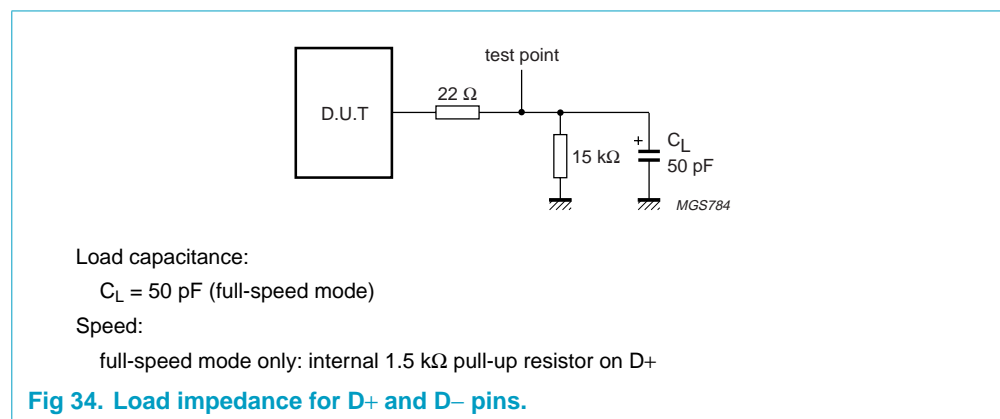 test point
22 Ω
D.U.T
15 kΩ
+
C_L
50 pF
MGS784
Load capacitance:
C_L = 50 pF (full-speed mode)
Speed:
full-speed mode only: internal 1.5 kΩ pull-up resistor on D+
Fig 34. Load impedance for D+ and D− pins.